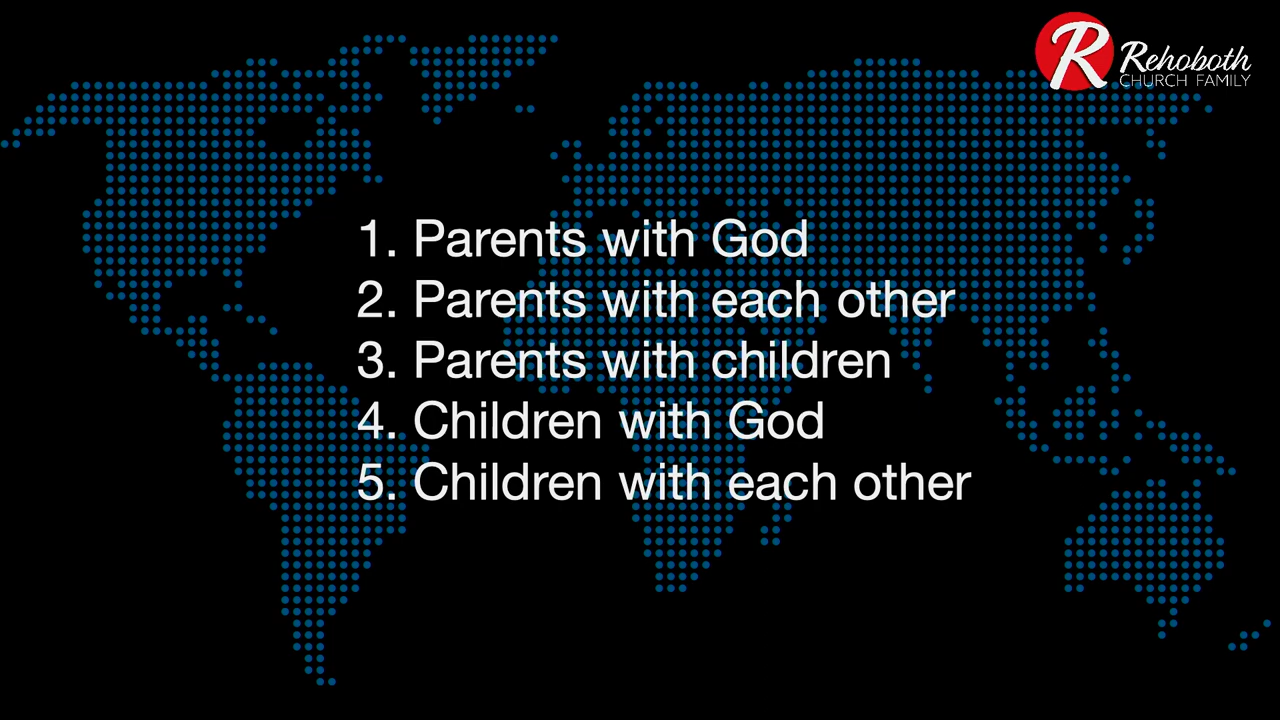 R Rehoboth
CHURCH FAMILY
1. Parents with God
2. Parents with each other
3. Parents with children
4. Children with God
5. Children with each other